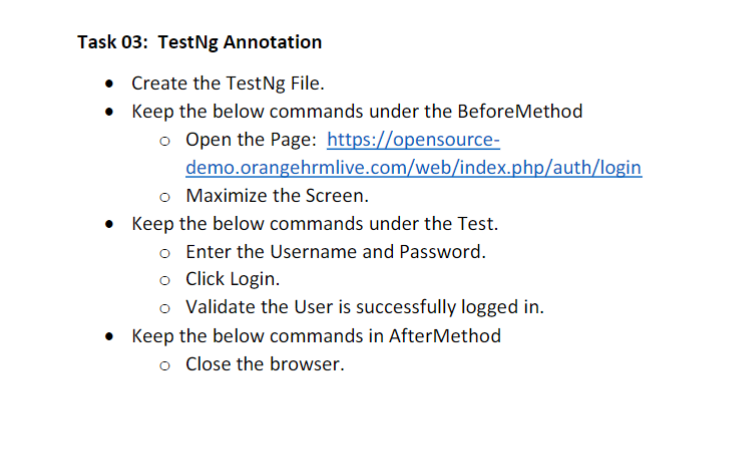 Task 03:  TestNg Annotation
• Create the TestNg File.
• Keep the below commands under the BeforeMethod
o Open the Page:  https://opensource-
demo.orangehrmlive.com/web/index.php/auth/login
o Maximize the Screen.
• Keep the below commands under the Test.
o Enter the Username and Password.
o Click Login.
o Validate the User is successfully logged in.
• Keep the below commands in AfterMethod
o Close the browser.